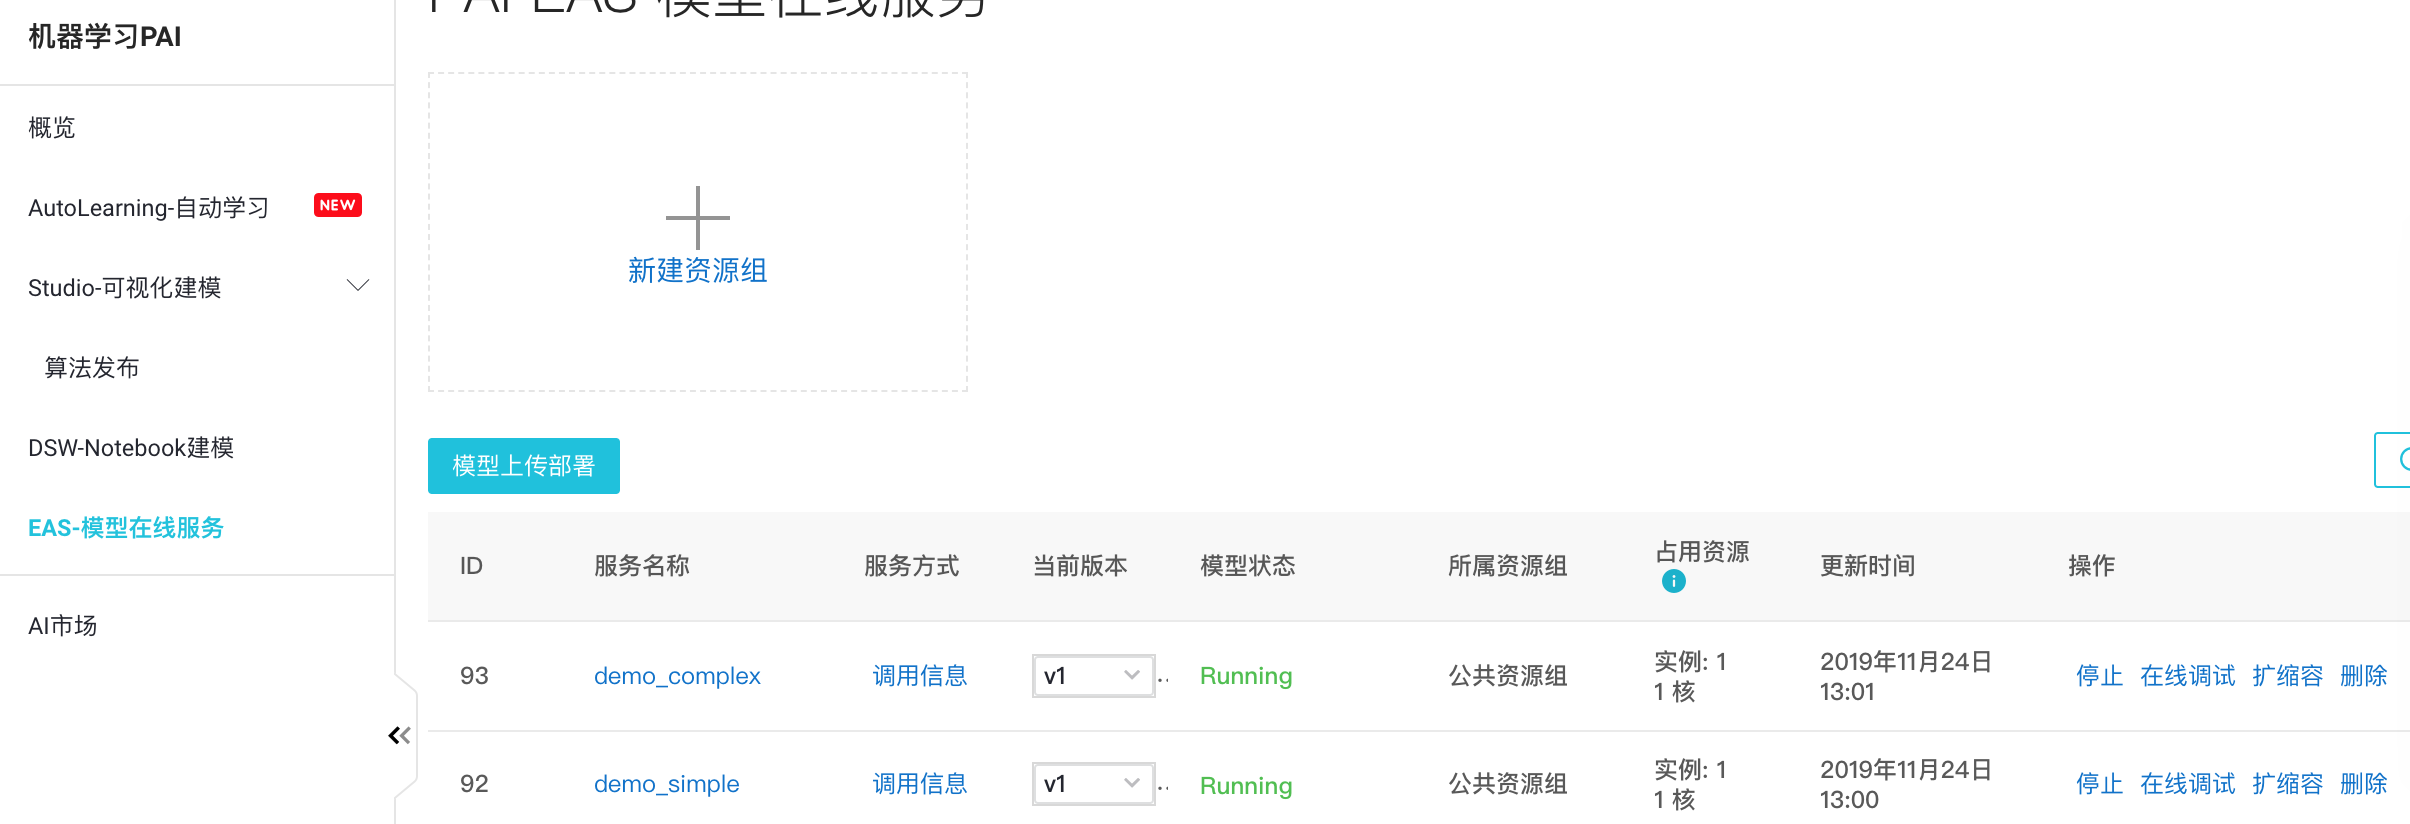 机器学习PAI
概览
AutoLearning-自动学习 NEW
Studio-可视化建模
算法发布
DSW-Notebook建模
EAS-模型在线服务
AI市场
PAI EAS 模型在线服务
新建资源组
模型上传部署
ID 服务名称 服务方式 当前版本 模型状态 所属资源组 占用资源 更新时间 操作
93 demo_complex 调用信息 v1 .. Running 公共资源组 实例: 1 2019年11月24日 停止 在线调试 扩缩容 删除
1 核 13:01
92 demo_simple 调用信息 v1 .. Running 公共资源组 实例: 1 2019年11月24日 停止 在线调试 扩缩容 删除
1 核 13:00